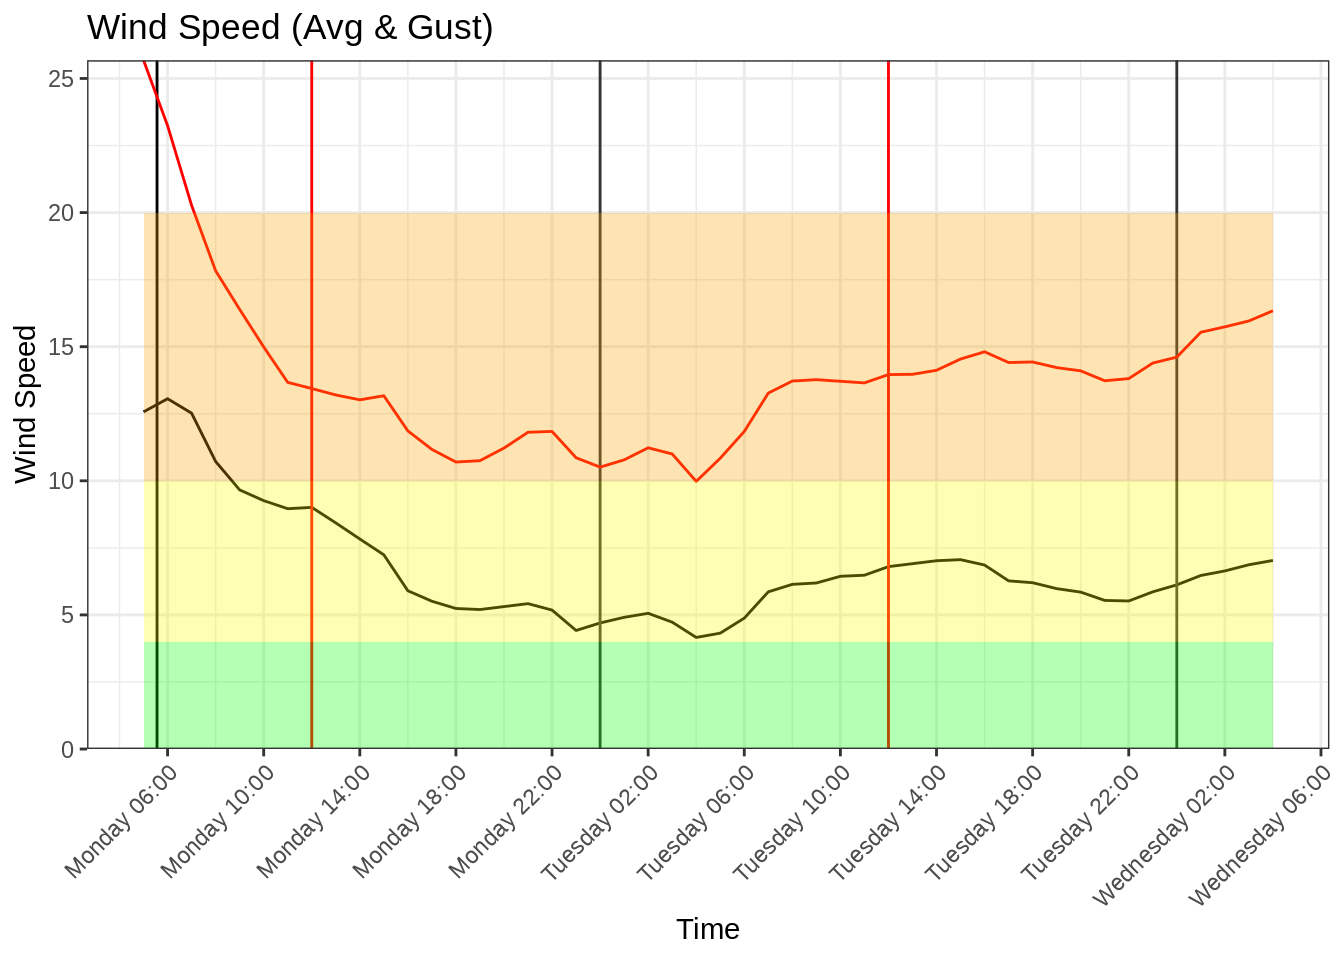 Wind Speed (Avg & Gust)
Wind Speed
25
20
15
10
5
0
Monday 06:00
Monday 10:00
Monday 14:00
Monday 18:00
Monday 22:00
Tuesday 02:00
Tuesday 06:00
Tuesday 10:00
Tuesday 14:00
Tuesday 18:00
Tuesday 22:00
Wednesday 02:00
Wednesday 06:00
Time